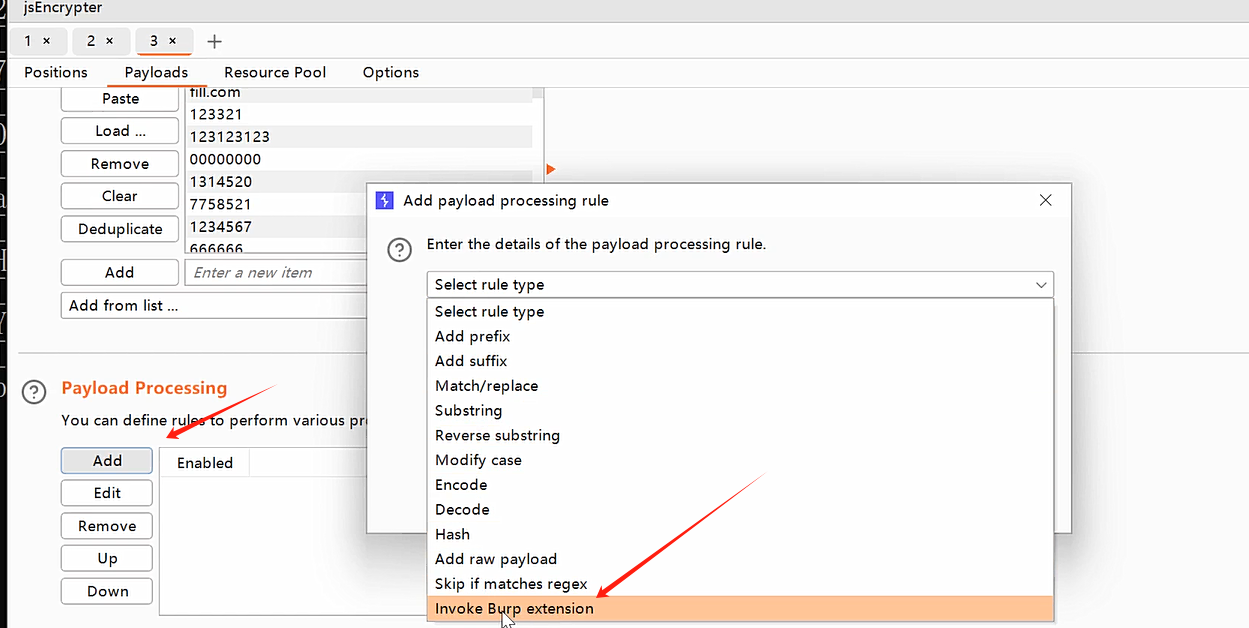 jsEncrypter
1 × 2 × 3 × +
Positions Payloads Resource Pool Options
Paste
fill.com
123321
Load ...
123123123
Remove
00000000
1314520
Clear
7758521
Deduplicate
1234567
666666
Add
Enter a new item
Add from list ...
Add payload processing rule
Enter the details of the payload processing rule.
Select rule type
Select rule type
Add prefix
Add suffix
Match/replace
Substring
Reverse substring
Modify case
Encode
Decode
Hash
Add raw payload
Skip if matches regex
Invoke Burp extension
Payload Processing
You can define rules to perform various
Add
Enabled
Edit
Remove
Up
Down